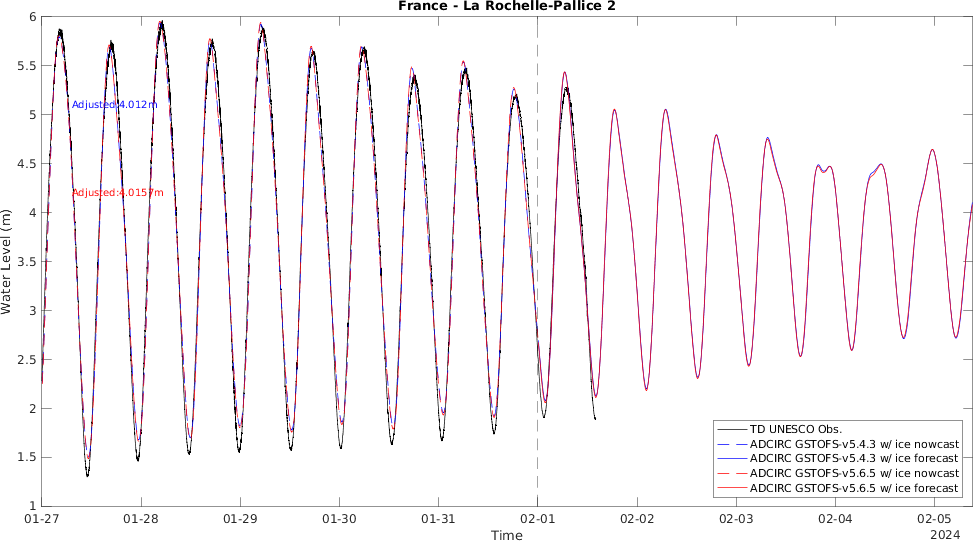 France - La Rochelle-Pallice 2
6
5.5
5
4.5
4
3.5
3
2.5
2
1.5
1
Water Level (m)
Adjusted:4.012m
Adjusted:4.0157m
TD UNESCO Obs.
ADCIRC GSTOFS-v5.4.3 w/ ice nowcast
ADCIRC GSTOFS-v5.4.3 w/ ice forecast
ADCIRC GSTOFS-v5.6.5 w/ ice nowcast
ADCIRC GSTOFS-v5.6.5 w/ ice forecast
01-27 01-28 01-29 01-30 01-31 02-01 02-02 02-03 02-04 02-05
Time
2024